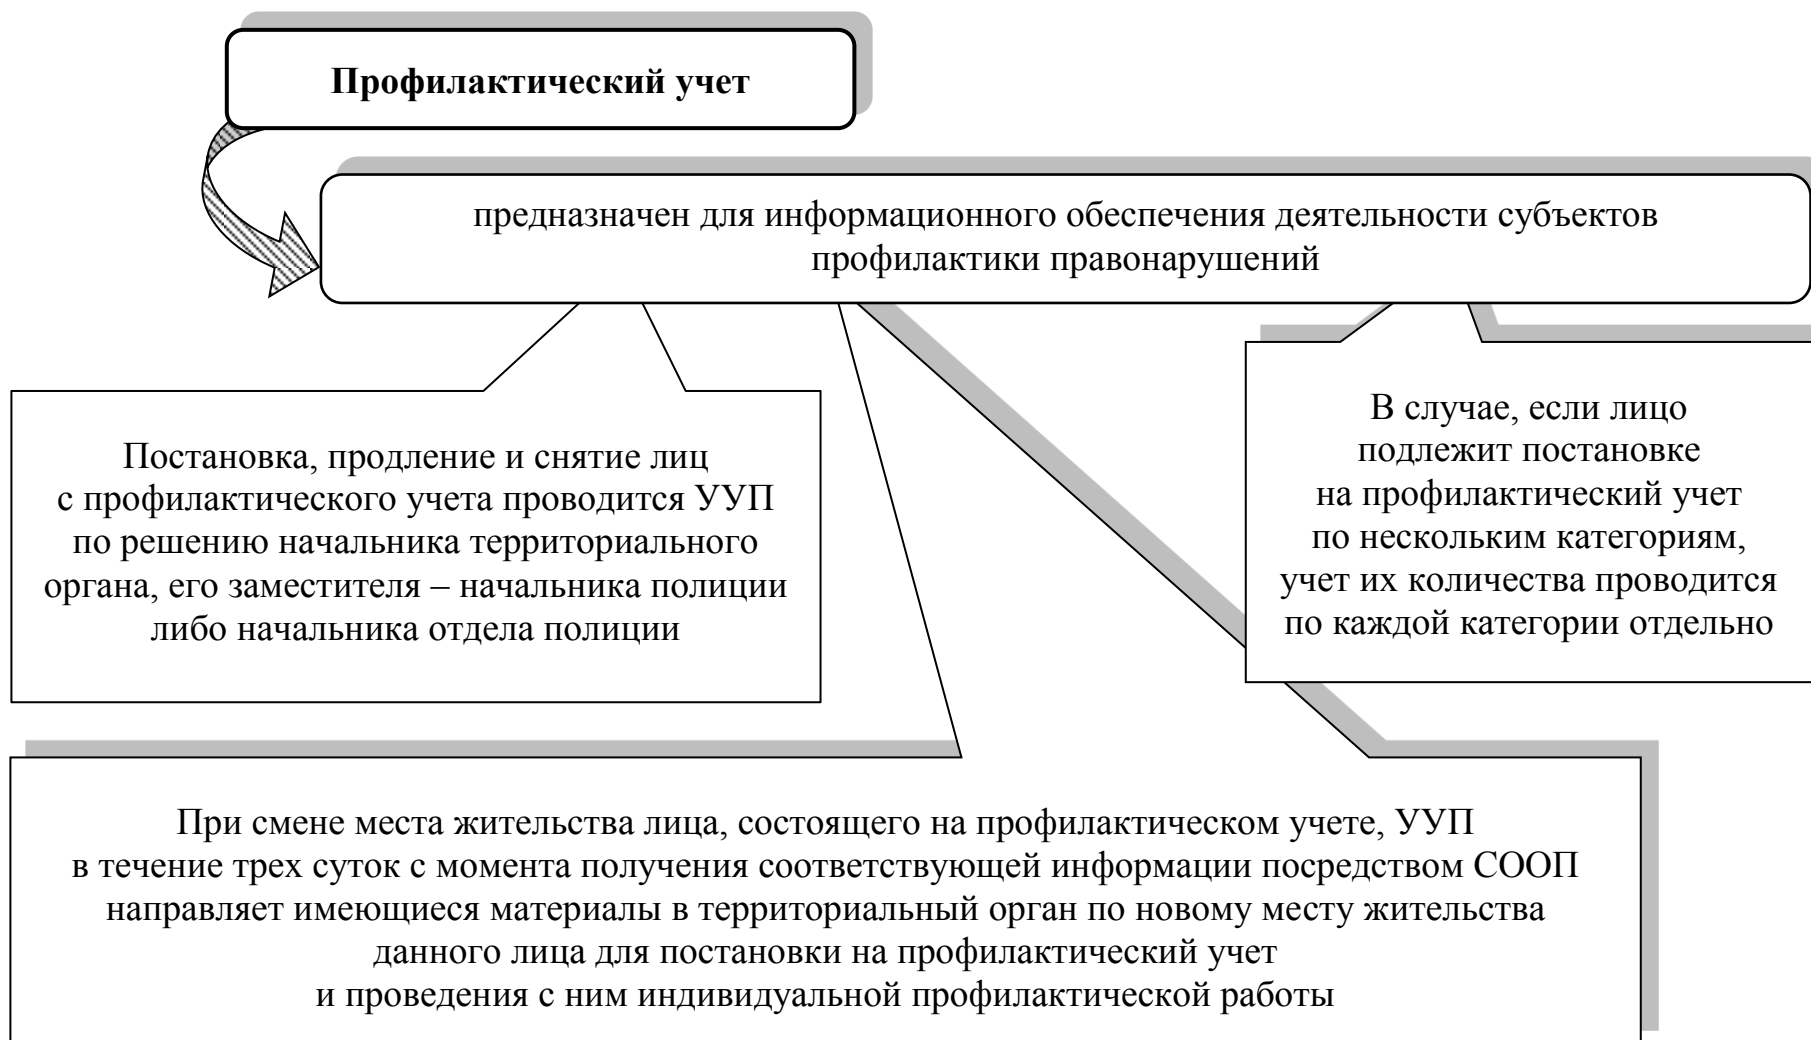 Профилактический учет
предназначен для информационного обеспечения деятельности субъектов
профилактики правонарушений
Постановка, продление и снятие лиц
с профилактического учета проводится УУП
по решению начальника территориального
органа, его заместителя – начальника полиции
либо начальника отдела полиции
В случае, если лицо
подлежит постановке
на профилактический учет
по нескольким категориям,
учет их количества проводится
по каждой категории отдельно
При смене места жительства лица, состоящего на профилактическом учете, УУП
в течение трех суток с момента получения соответствующей информации посредством СООП
направляет имеющиеся материалы в территориальный орган по новому месту жительства
данного лица для постановки на профилактический учет
и проведения с ним индивидуальной профилактической работы